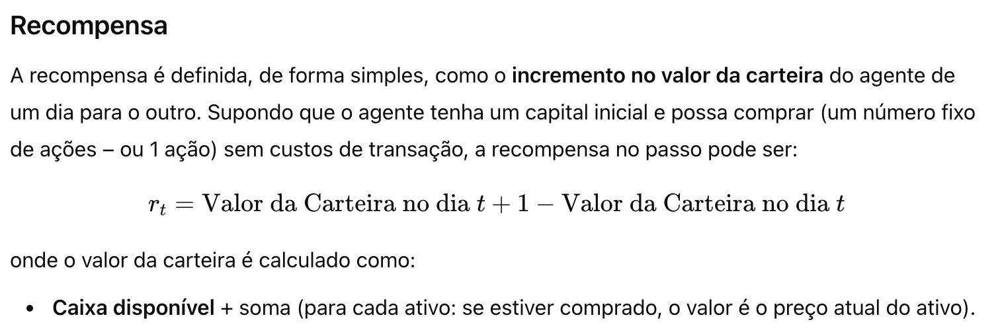 Recompensa
A recompensa é definida, de forma simples, como o incremento no valor da carteira do agente de
um dia para o outro. Supondo que o agente tenha um capital inicial e possa comprar (um número fixo
de ações – ou 1 ação) sem custos de transação, a recompensa no passo pode ser:
r_t = Valor da Carteira no dia t + 1 − Valor da Carteira no dia t
onde o valor da carteira é calculado como:
• Caixa disponível + soma (para cada ativo: se estiver comprado, o valor é o preço atual do ativo).